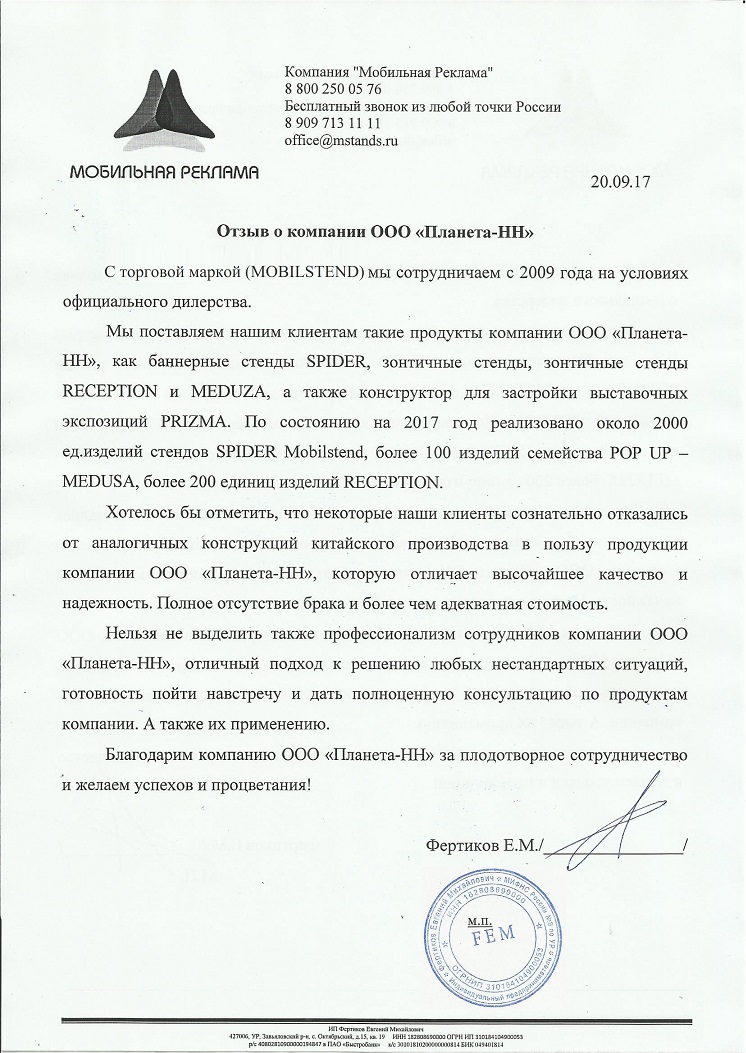 МОБИЛЬНАЯ РЕКЛАМА
Компания "Мобильная Реклама"
8 800 250 05 76
Бесплатный звонок из любой точки России
8 909 713 11 11
office@mstands.ru
20.09.17
Отзыв о компании ООО «Планета-НН»
С торговой маркой (MOBILSTEND) мы сотрудничаем с 2009 года на условиях
официального дилерства.
Мы поставляем нашим клиентам такие продукты компании ООО «Планета-
НН», как баннерные стенды SPIDER, зонтичные стенды, зонтичные стенды
RECEPTION и MEDUZA, а также конструктор для застройки выставочных
экспозиций PRIZMA. По состоянию на 2017 год реализовано около 2000
ед.изделий стендов SPIDER Mobilstend, более 100 изделий семейства POP UP –
MEDUSA, более 200 единиц изделий RECEPTION.
Хотелось бы отметить, что некоторые наши клиенты сознательно отказались
от аналогичных конструкций китайского производства в пользу продукции
компании ООО «Планета-НН», которую отличает высочайшее качество и
надежность. Полное отсутствие брака и более чем адекватная стоимость.
Нельзя не выделить также профессионализм сотрудников компании ООО
«Планета-НН», отличный подход к решению любых нестандартных ситуаций,
готовность пойти навстречу и дать полноценную консультацию по продуктам
компании. А также их применению.
Благодарим компанию ООО «Планета-НН» за плодотворное сотрудничество
и желаем успехов и процветания!
Фертиков Е.М./ /
Фертиков Евгений Михайлович МИФНС России №8 по УР Индивидуальный предприниматель
ИНН 182908690000
ОГРНИП 310184104900053
М.П.
FEM
ИП Фертиков Евгений Михайлович
427006, УР, Завьяловский р-н, с. Октябрьский, д.15, кв. 19 ИНН 182808690000 ОГРН ИП 310184104900053
р/с 40802810900000194847 в ПАО «Быстробанк» к/с 30101810200000000814 БИК 049401814